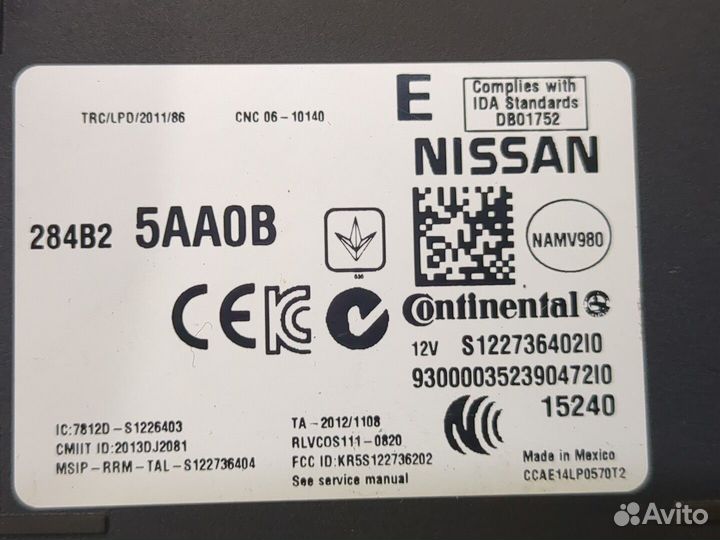 TRC/LPD/2011/86
CNC 06-10140
E
Complies with
IDA Standards
DB01752
NISSAN
284B2 5AA0B
NAMV980
CE
Continental
12V S122736402I0
930000352390472I0
15240
IC:7812D-S1226403
CMIIT ID:2013DJ2081
MSIP-RRM-TAL-S122736404
TA-2012/1108
RLVCOS111-0820
FCC ID:KR5S122736202
See service manual
Made in Mexico
CCAE14LP0570T2
Avito